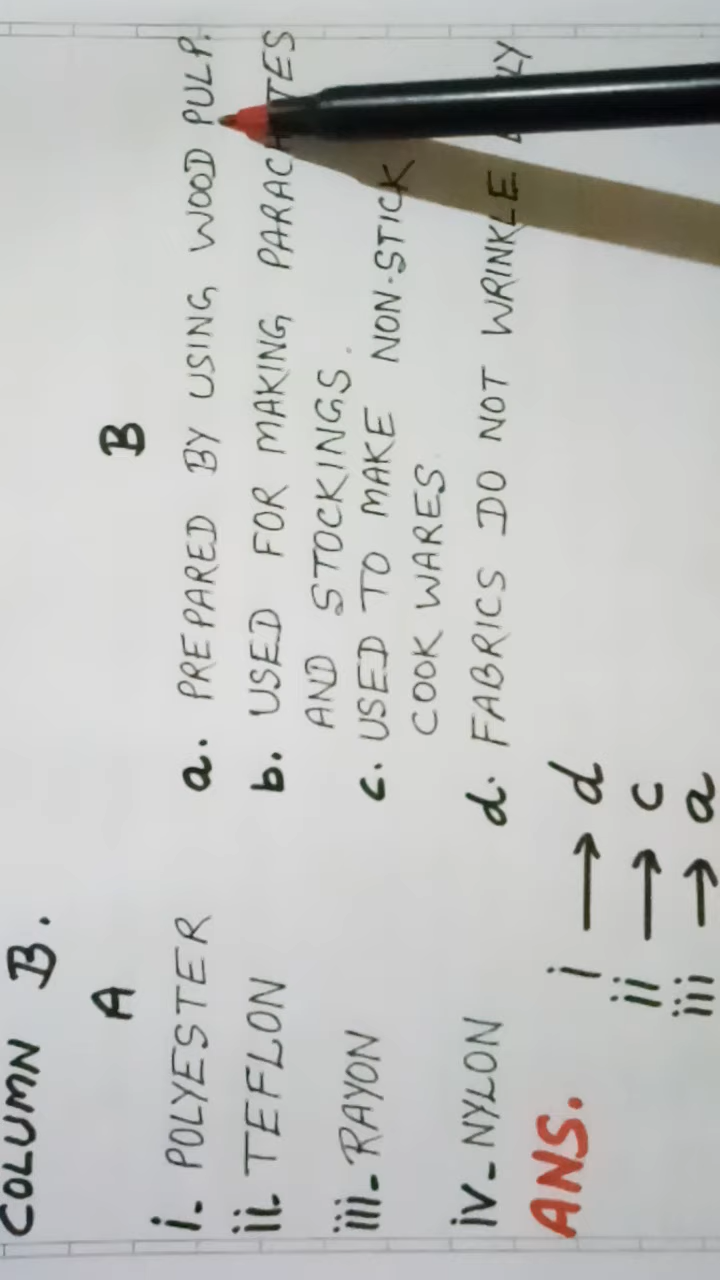 COLUMN B.
A B
i- POLYESTER a. PREPARED BY USING WOOD PULP.
ii. TEFLON b. USED FOR MAKING PARACHUTES
AND STOCKINGS.
iii- RAYON c. USED TO MAKE NON-STICK
COOK WARES.
iv- NYLON d. FABRICS DO NOT WRINKLE
ANS. i → d
ii → c
iii → a